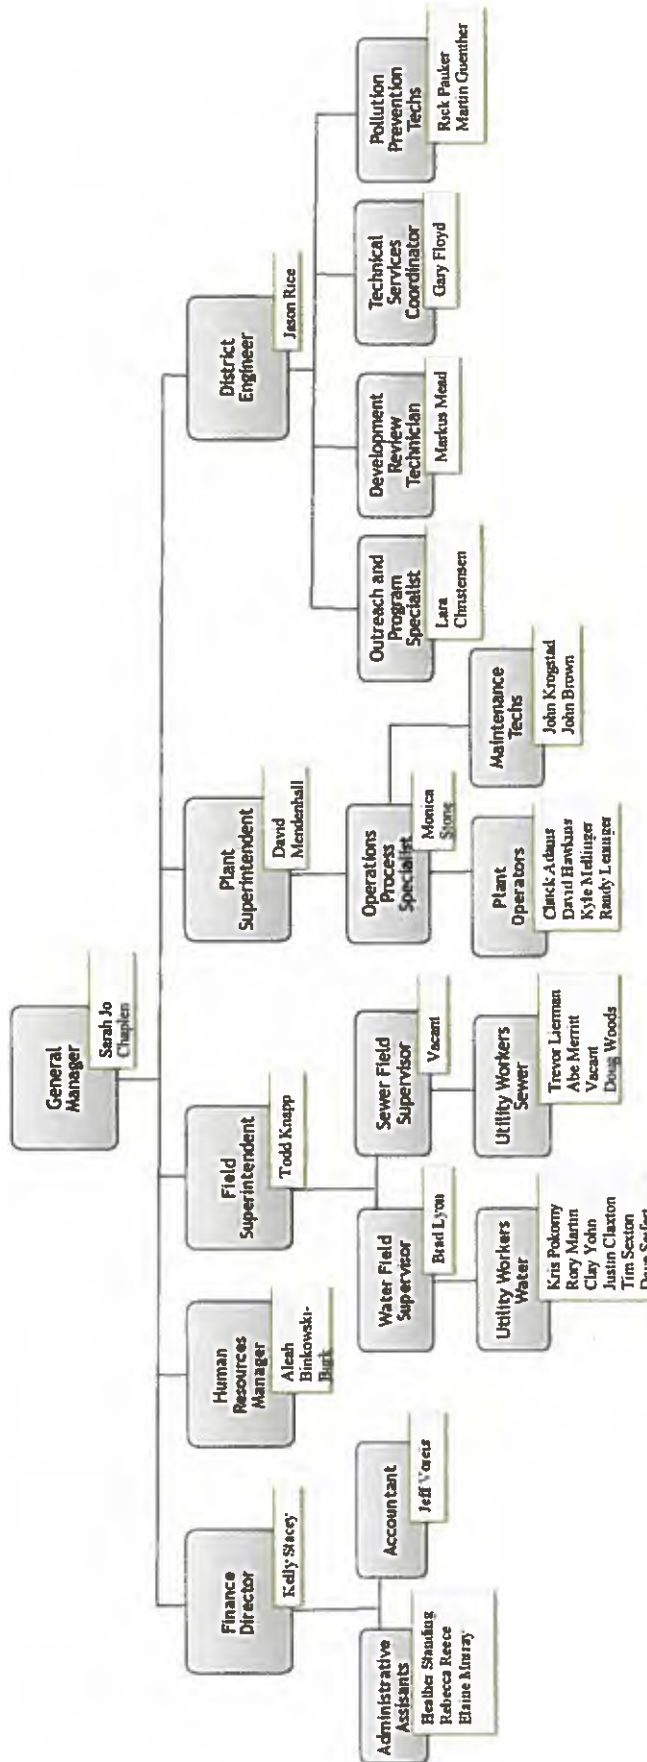 General
Manager
Sarah Jo
Chaplen
Finance
Director
Kelly Stacey
Administrative
Assisants
Heather Standing
Rebecca Reece
Elaine Murray
Accountant
Jeff Voreis
Human
Resources
Manager
Aleah
Binkowski-
Burk
Field
Superintendent
Todd Knapp
Water Field
Supervisor
Brad Lyon
Utility Workers
Water
Kris Pokorny
Rory Martin
Clay Yohn
Justin Claxton
Tim Sexton
Doug Seifert
Sewer Field
Supervisor
Vacant
Utility Workers
Sewer
Trevor Lierman
Abe Merritt
Vacant
Doug Woods
Plant
Superintendent
David
Mendenhall
Operations
Process
Specialist
Monica
Stone
Plant
Operators
Chuck Adams
David Hawkins
Kyle Mellinger
Randy
Maintenance
Techs
John Krogstad
John Brown
District
Engineer
Jason Rice
Outreach and
Program
Specialist
Lara
Christensen
Development
Review
Technician
Markus Mead
Technical
Services
Coordinator
Gary Floyd
Pollution
Prevention
Techs
Rick Pauker
Martin Guenther